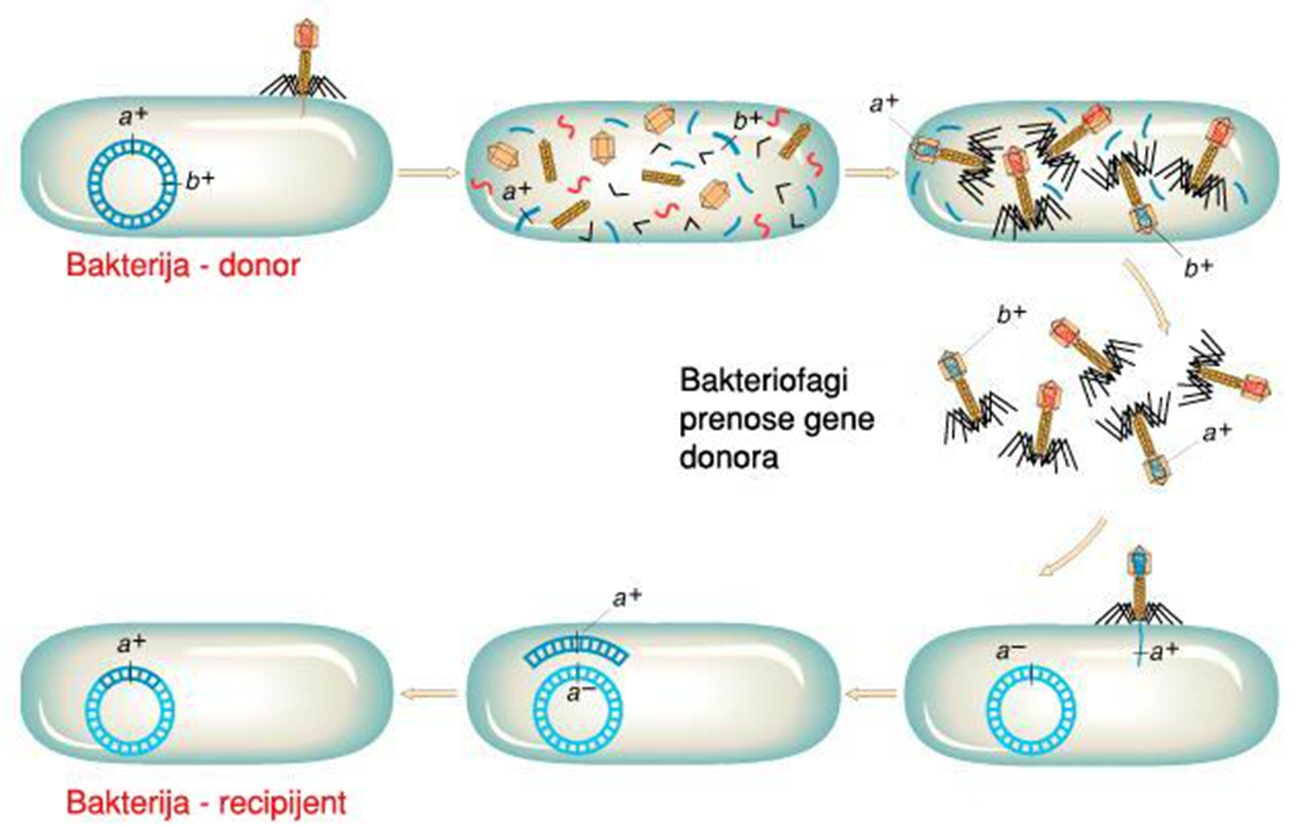 a+
b+
Bakterija - donor
b+
a+
a+
b+
b+
Bakteriofagi
prenose gene
donora
a+
a+
Bakterija - recipijent
a+
a−
a−
a+